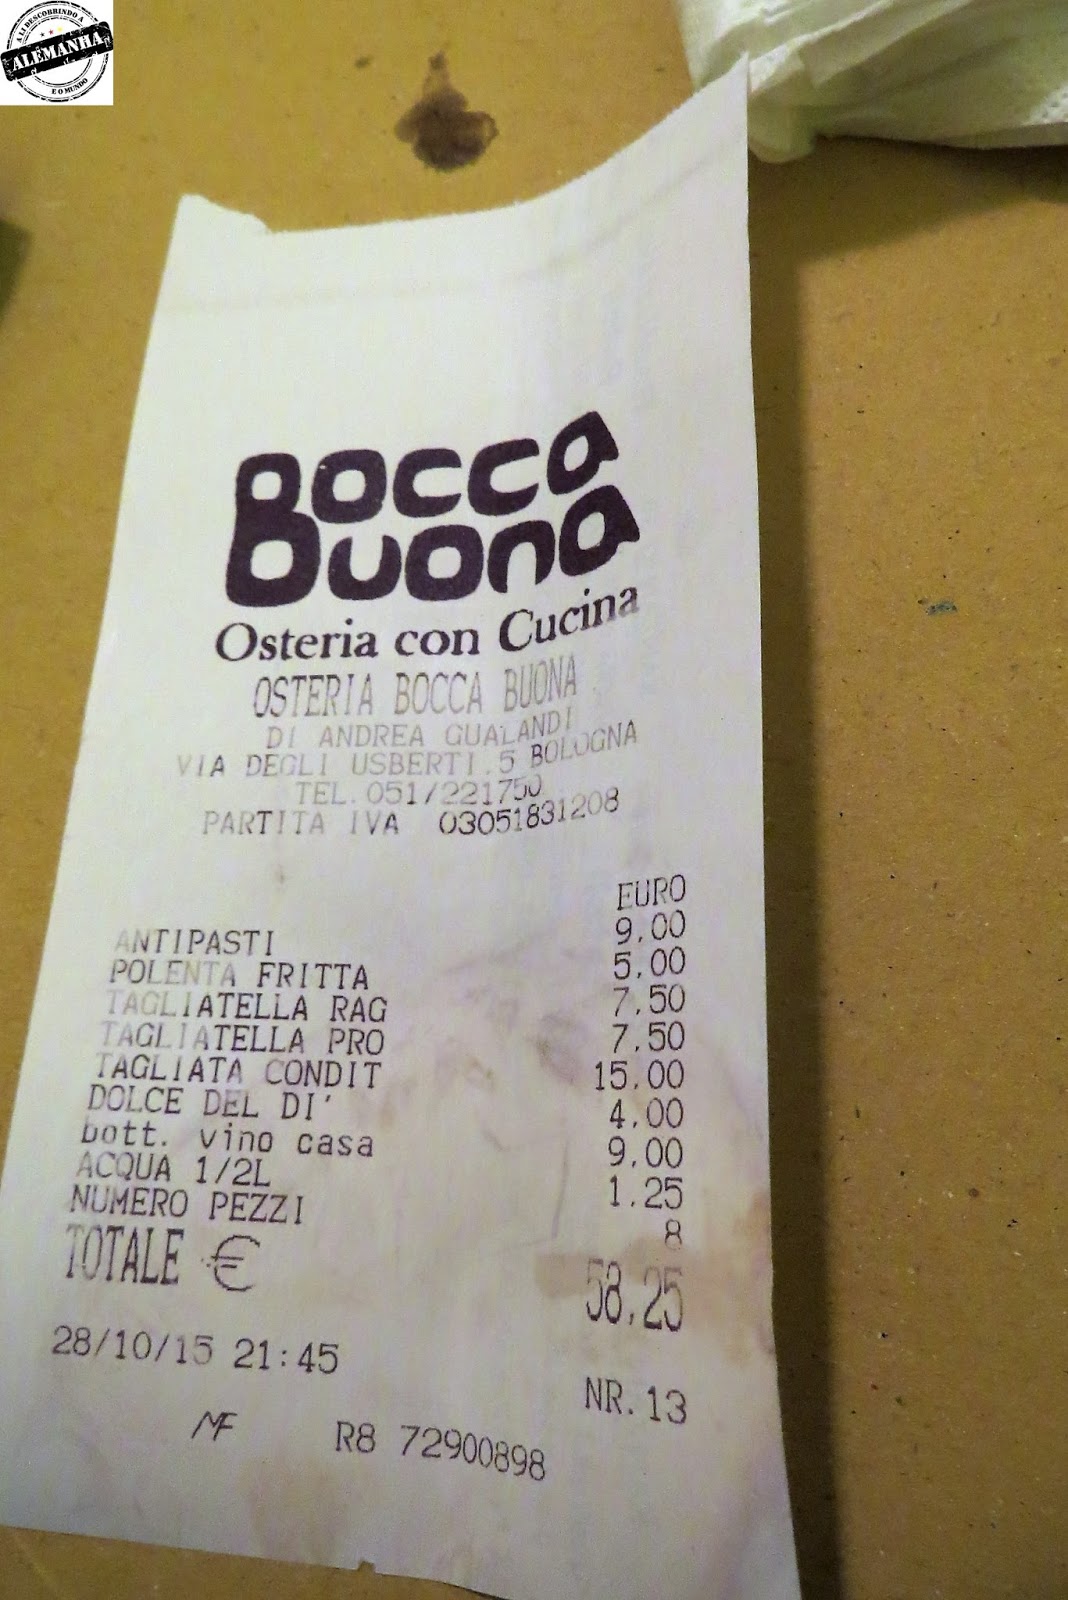 A LI DESCOBRINDO A
ALEMANHA
E O MUNDO
Bocca
Buona
Osteria con Cucina
OSTERIA BOCCA BUONA
DI ANDREA GUALANDI
VIA DEGLI USBERTI.5 BOLOGNA
TEL.051/221750
PARTITA IVA 03051831208
EURO
ANTIPASTI 9,00
POLENTA FRITTA 5,00
TAGLIATELLA RAG 7,50
TAGLIATELLA PRO 7,50
TAGLIATA CONDIT 15,00
DOLCE DEL DI' 4,00
bott. vino casa 9,00
ACQUA 1/2L 1,25
NUMERO PEZZI 8
TOTALE € 58,25
28/10/15 21:45
NR.13
MF R8 72900898